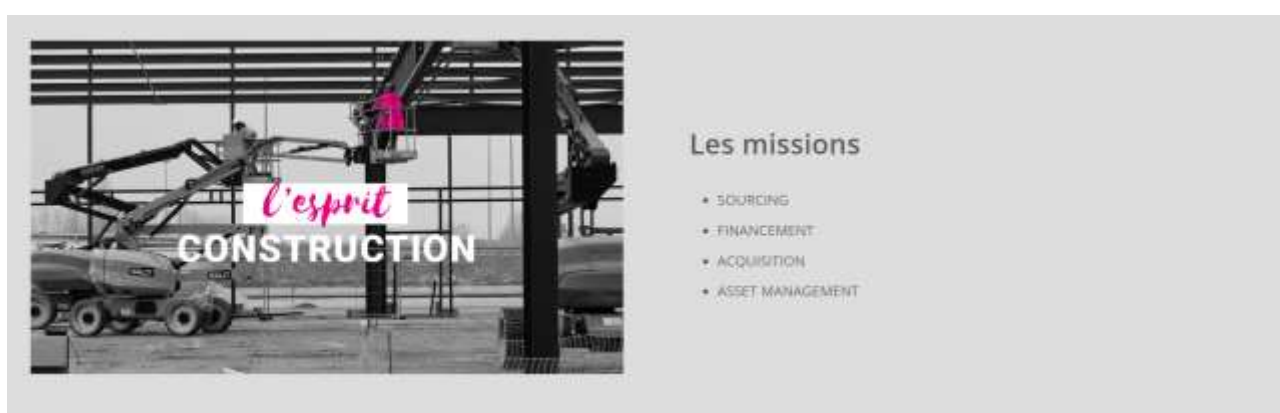 l'esprit
CONSTRUCTION
Les missions
• SOURCING
• FINANCEMENT
• ACQUISITION
• ASSET MANAGEMENT